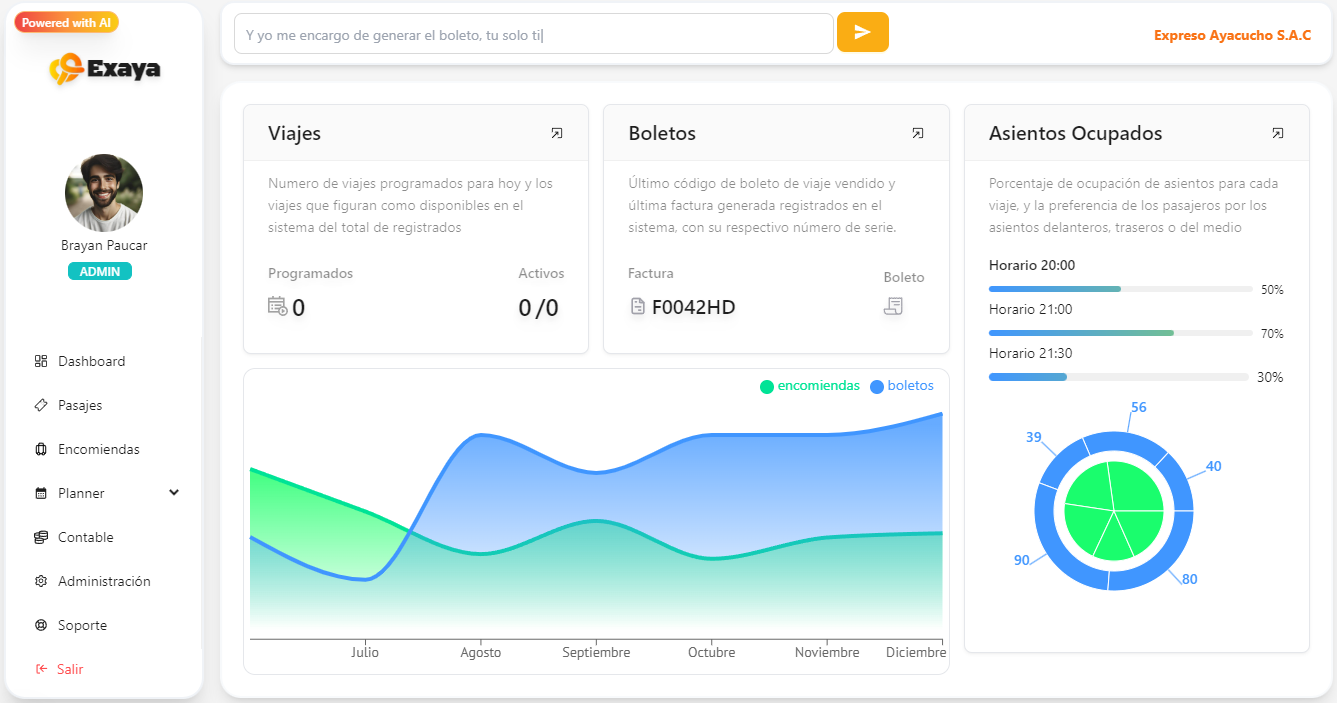 Powered with AI
Exaya
Brayan Paucar
ADMIN
Dashboard
Pasajes
Encomiendas
Planner
Contable
Administración
Soporte
Salir
Y yo me encargo de generar el boleto, tu solo ti|
Expreso Ayacucho S.A.C
Viajes
Numero de viajes programados para hoy y los
viajes que figuran como disponibles en el
sistema del total de registrados
Programados
Activos
0
0 /0
Boletos
Último código de boleto de viaje vendido y
última factura generada registrados en el
sistema, con su respectivo número de serie.
Factura
Boleto
F0042HD
Asientos Ocupados
Porcentaje de ocupación de asientos para cada
viaje, y la preferencia de los pasajeros por los
asientos delanteros, traseros o del medio
Horario 20:00
50%
Horario 21:00
70%
Horario 21:30
30%
56
39
40
90
80
encomiendas
boletos
Julio
Agosto
Septiembre
Octubre
Noviembre
Diciembre